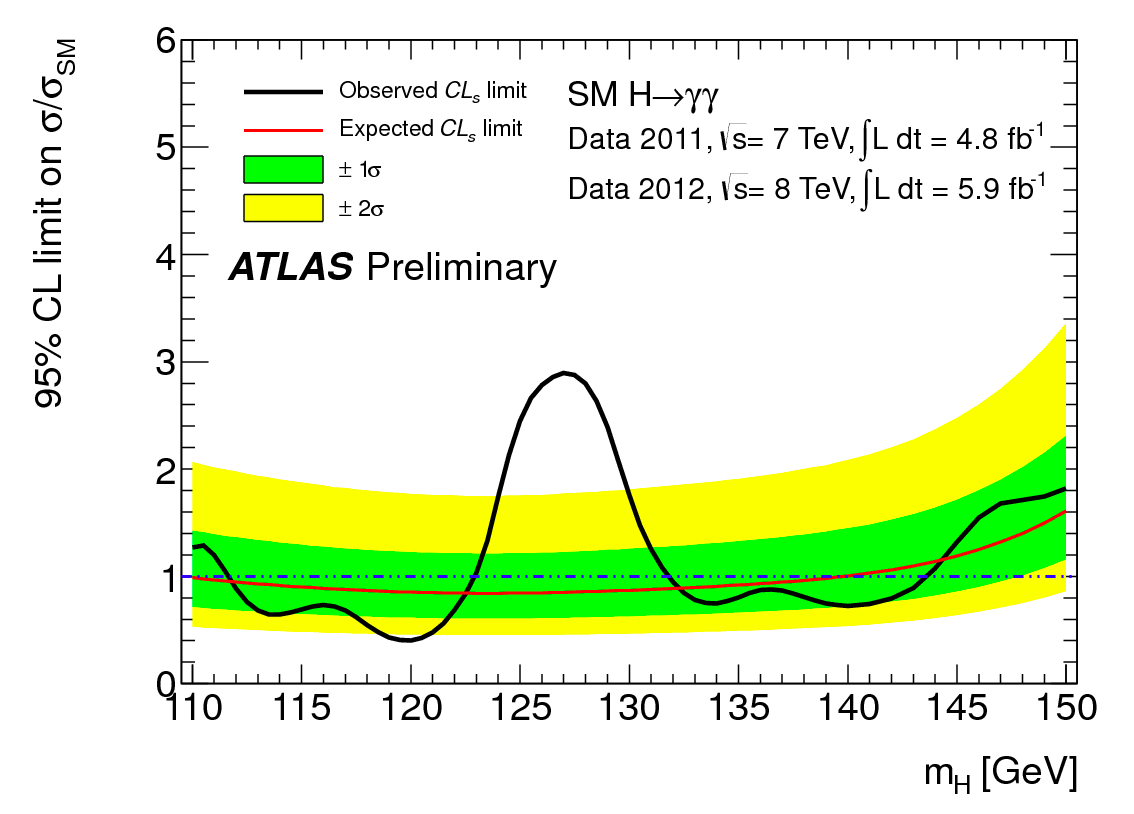 95% CL limit on σ/σSM
6
5
4
3
2
1
0
Observed CLs limit
Expected CLs limit
± 1σ
± 2σ
SM H→γγ
Data 2011, √s= 7 TeV, ∫L dt = 4.8 fb-1
Data 2012, √s= 8 TeV, ∫L dt = 5.9 fb-1
ATLAS Preliminary
110 115 120 125 130 135 140 145 150
mH [GeV]